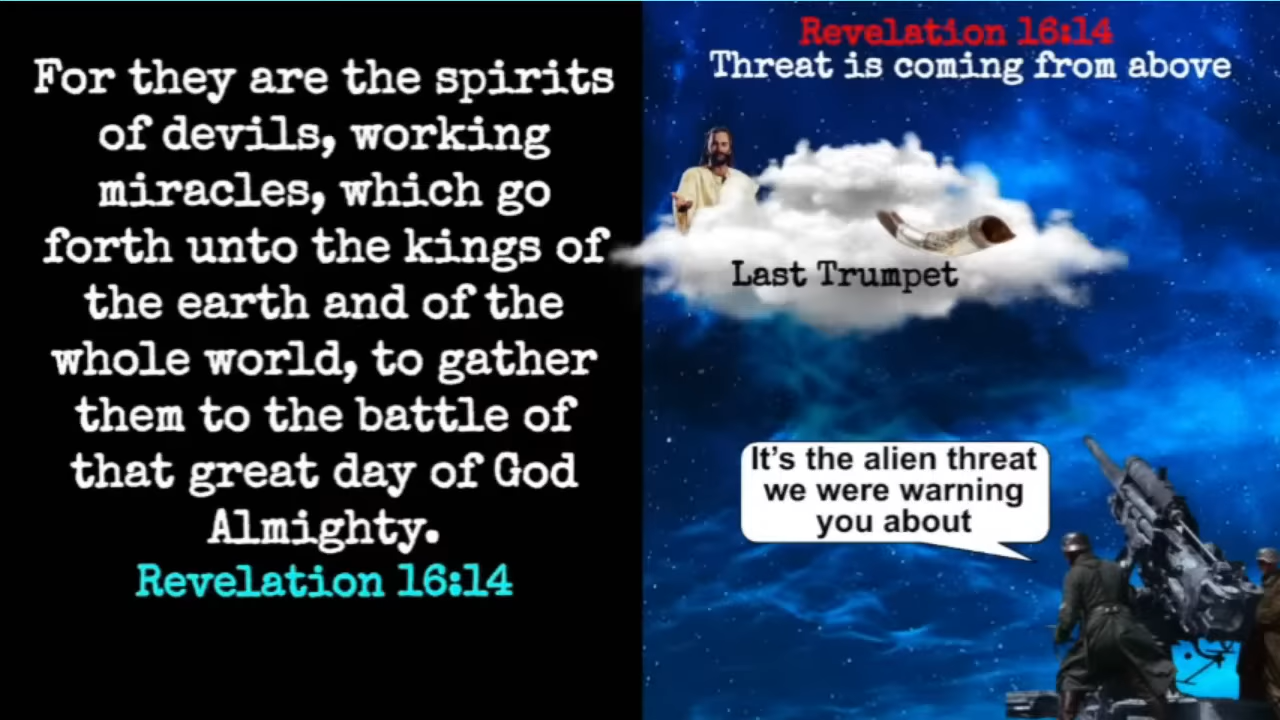 For they are the spirits
of devils, working
miracles, which go
forth unto the kings of
the earth and of the
whole world, to gather
them to the battle of
that great day of God
Almighty.
Revelation 16:14
Revelation 16:14
Threat is coming from above
Last Trumpet
It's the alien threat
we were warning
you about